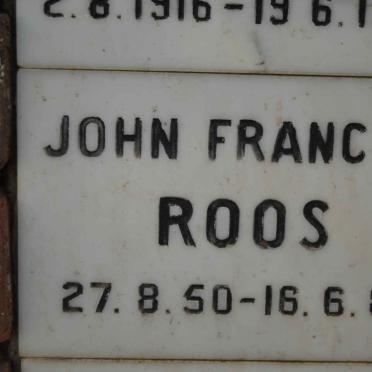 2.8.1916-19 6.1
JOHN FRANC
ROOS
27.8.50-16.6.